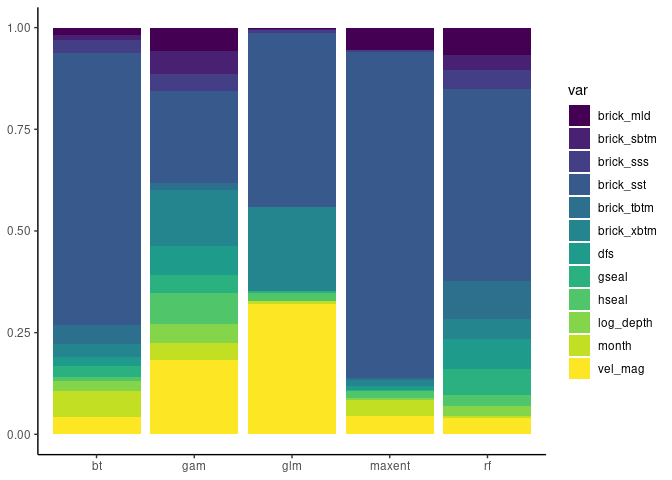 1.00
0.75
0.50
0.25
0.00
bt gam glm maxent rf
var
brick_mld
brick_sbtm
brick_sss
brick_sst
brick_tbtm
brick_xbtm
dfs
gseal
hseal
log_depth
month
vel_mag